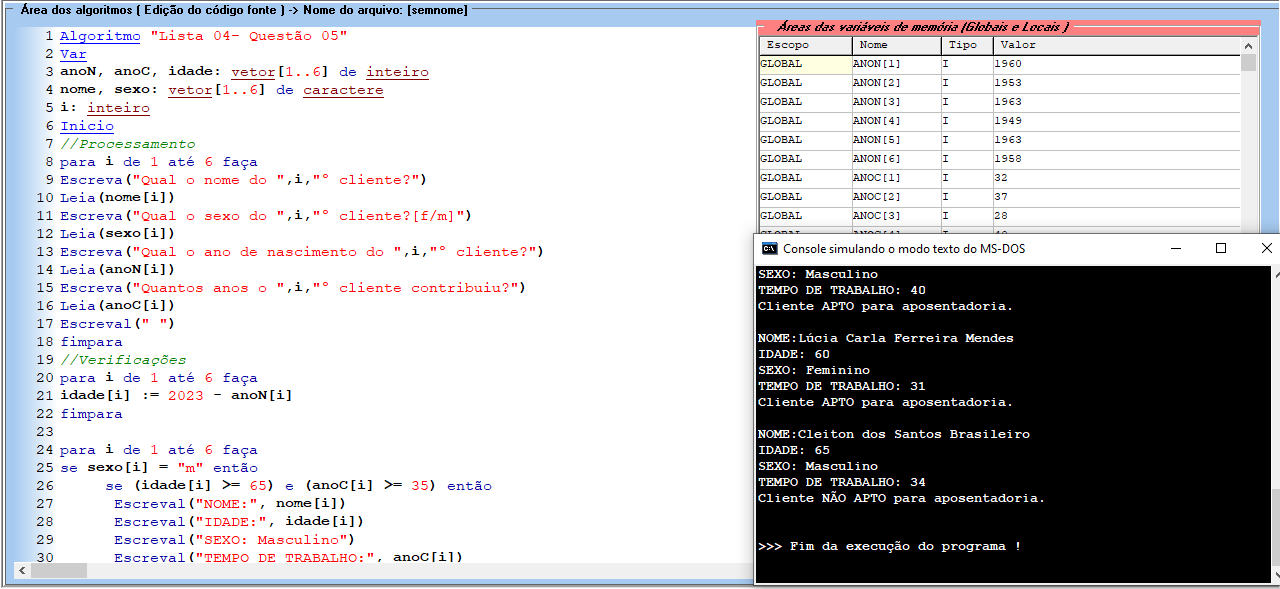 Área dos algoritmos ( Edição do código fonte ) -> Nome do arquivo: [semnome]
1 Algoritmo "Lista 04- Questão 05"
2 Var
3 anoN, anoC, idade: vetor[1..6] de inteiro
4 nome, sexo: vetor[1..6] de caractere
5 i: inteiro
6 Inicio
7 //Processamento
8 para i de 1 até 6 faça
9 Escreva("Qual o nome do ",i,"° cliente?")
10 Leia(nome[i])
11 Escreva("Qual o sexo do ",i,"° cliente?[f/m]")
12 Leia(sexo[i])
13 Escreva("Qual o ano de nascimento do ",i,"° cliente?")
14 Leia(anoN[i])
15 Escreva("Quantos anos o ",i,"° cliente contribuiu?")
16 Leia(anoC[i])
17 Escreval(" ")
18 fimpara
19 //Verificações
20 para i de 1 até 6 faça
21 idade[i] := 2023 - anoN[i]
22 fimpara
23
24 para i de 1 até 6 faça
25 se sexo[i] = "m" então
26 se (idade[i] >= 65) e (anoC[i] >= 35) então
27 Escreval("NOME:", nome[i])
28 Escreval("IDADE:", idade[i])
29 Escreval("SEXO: Masculino")
30 Escreval("TEMPO DE TRABALHO:", anoC[i])
Áreas das variáveis de memória (Globais e Locais )
Escopo Nome Tipo Valor
GLOBAL ANON[1] I 1960
GLOBAL ANON[2] I 1953
GLOBAL ANON[3] I 1963
GLOBAL ANON[4] I 1949
GLOBAL ANON[5] I 1963
GLOBAL ANON[6] I 1958
GLOBAL ANOC[1] I 32
GLOBAL ANOC[2] I 37
GLOBAL ANOC[3] I 28
Console simulando o modo texto do MS-DOS
SEXO: Masculino
TEMPO DE TRABALHO: 40
Cliente APTO para aposentadoria.
NOME:Lúcia Carla Ferreira Mendes
IDADE: 60
SEXO: Feminino
TEMPO DE TRABALHO: 31
Cliente APTO para aposentadoria.
NOME:Cleiton dos Santos Brasileiro
IDADE: 65
SEXO: Masculino
TEMPO DE TRABALHO: 34
Cliente NÃO APTO para aposentadoria.
>>> Fim da execução do programa !